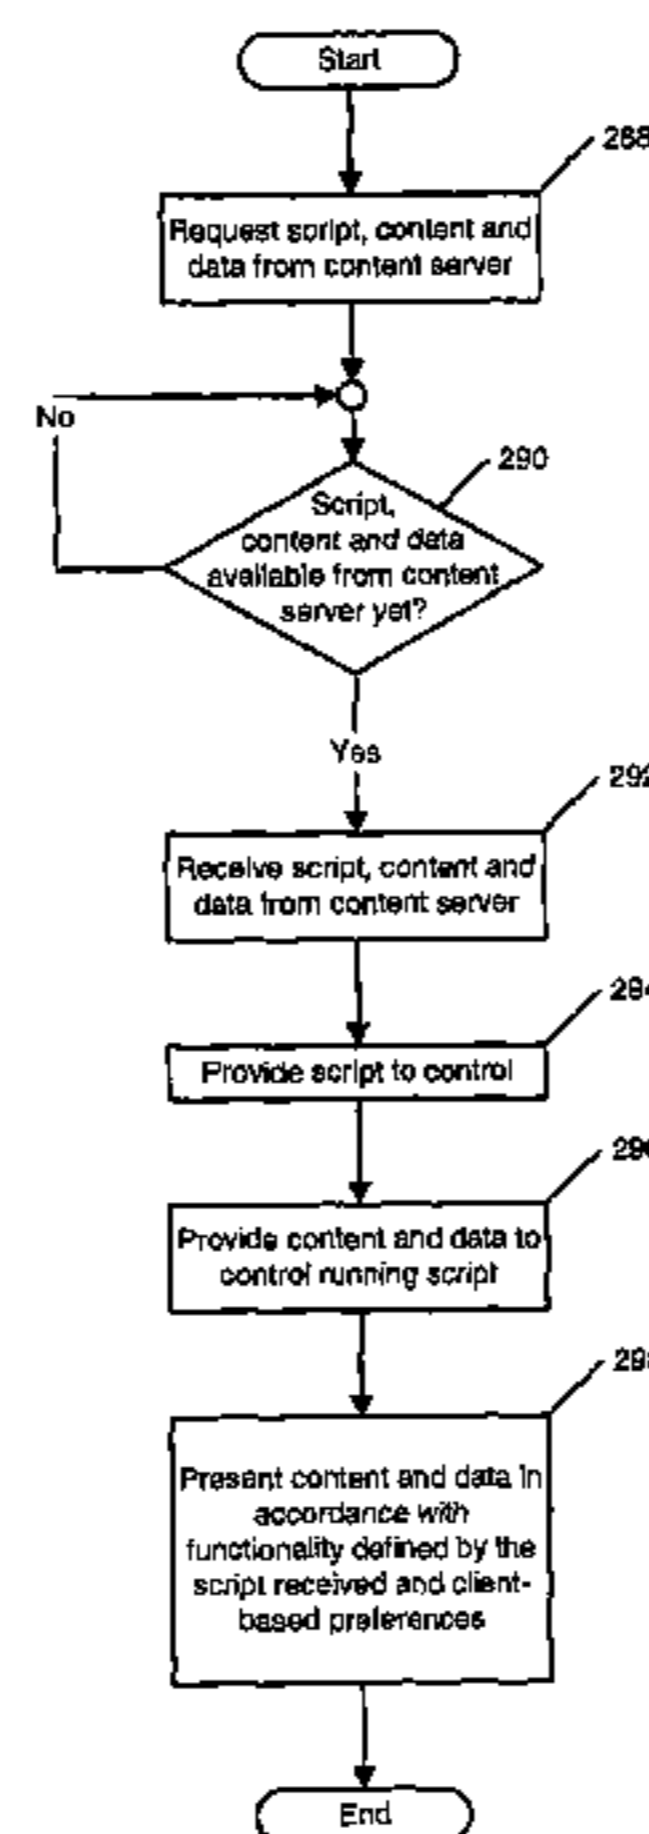 Start
288
Request script, content and
data from content server
No
290
Script,
content and data
available from content
server yet?
Yes
292
Receive script, content and
data from content server
294
Provide script to control
Provide content and data to
control running script
Present content and data in
accordance with
functionality defined by the
script received and client-
based preferences
End